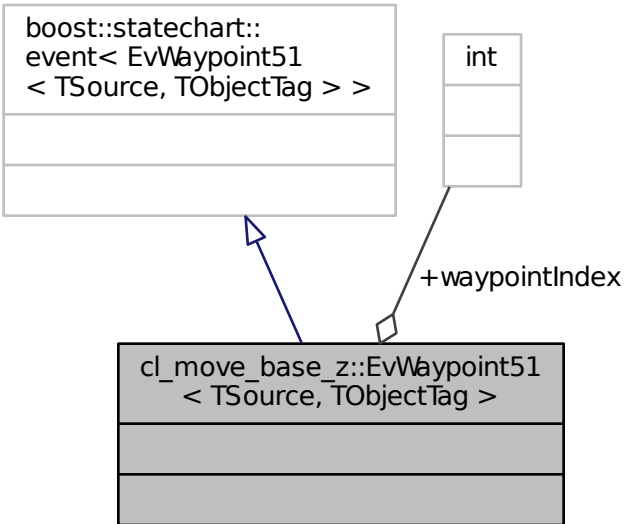 boost::statechart::
event< EvWaypoint51
< TSource, TObjectTag > >
int
+waypointIndex
cl_move_base_z::EvWaypoint51
< TSource, TObjectTag >